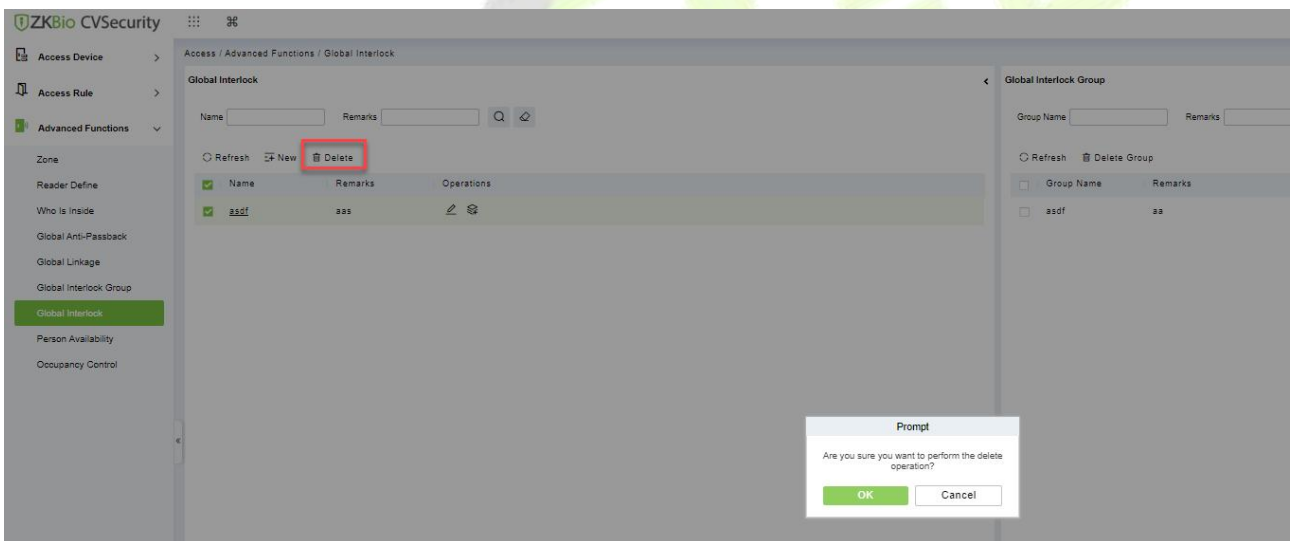 ZKBio CVSecurity
Access Device
Access Rule
Advanced Functions
Zone
Reader Define
Who Is Inside
Global Anti-Passback
Global Linkage
Global Interlock Group
Global Interlock
Person Availability
Occupancy Control
Access / Advanced Functions / Global Interlock
Global Interlock
Name Remarks
Refresh New Delete
Name Remarks Operations
asdf aas
Global Interlock Group
Group Name Remarks
Refresh Delete Group
Group Name Remarks
asdf aa
Prompt
Are you sure you want to perform the delete
operation?
OK Cancel